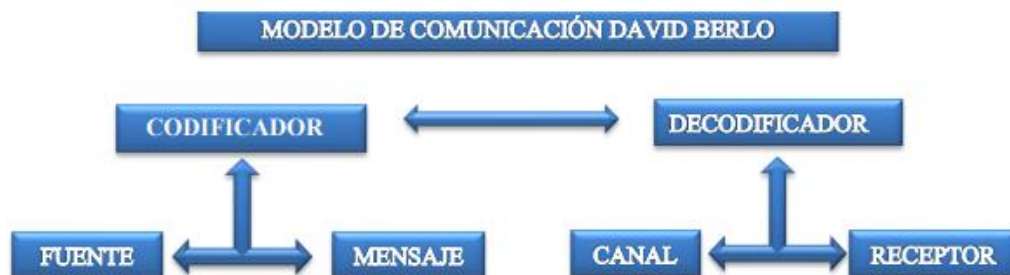 MODELO DE COMUNICACIÓN DAVID BERLO
CODIFICADOR
DECODIFICADOR
FUENTE
MENSAJE
CANAL
RECEPTOR